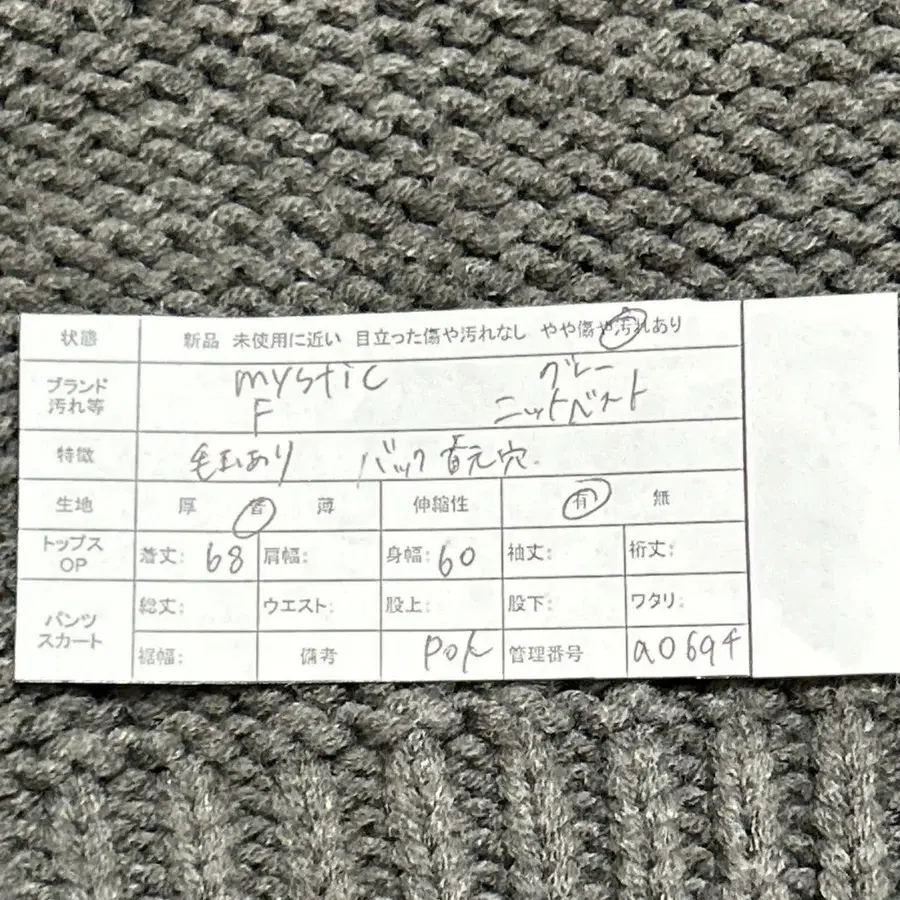 状態 新品 未使用に近い 目立った傷や汚れなし やや傷や汚れあり
ブランド mystic グレー
汚れ等 F ニットベスト
特徴 毛玉あり バック首元穴
生地 厚 普 薄 伸縮性 有 無
トップス OP 着丈: 68 肩幅: 身幅: 60 袖丈: 裄丈:
パンツ スカート 総丈: ウエスト: 股上: 股下: ワタリ:
裾幅: 備考 POK 管理番号 a0694